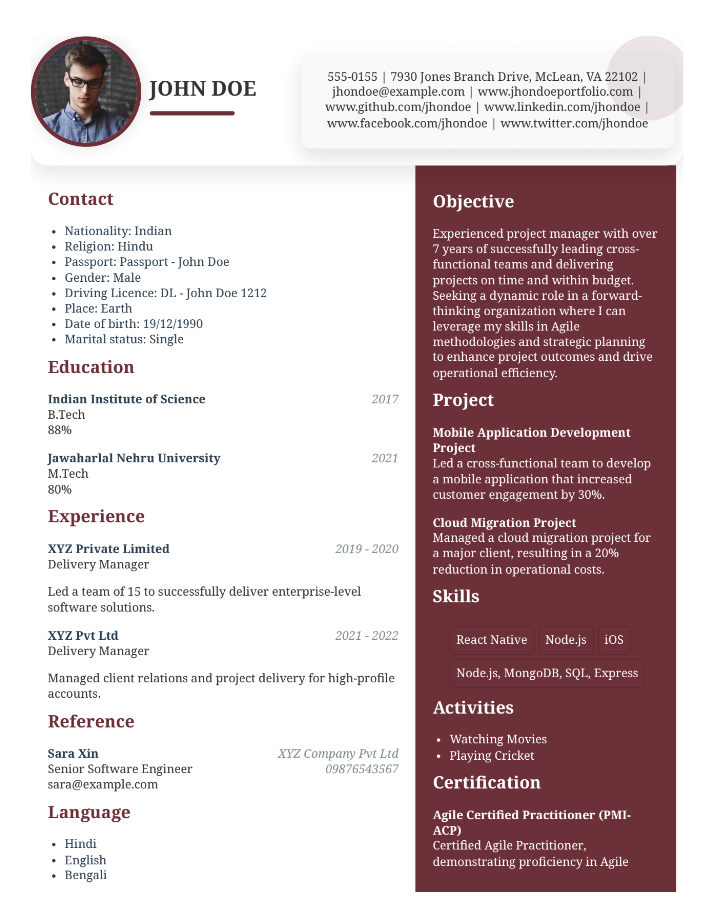 JOHN DOE
555-0155 | 7930 Jones Branch Drive, McLean, VA 22102 |
jhondoe@example.com | www.jhondoeportfolio.com |
www.github.com/jhondoe | www.linkedin.com/jhondoe |
www.facebook.com/jhondoe | www.twitter.com/jhondoe
Contact
• Nationality: Indian
• Religion: Hindu
• Passport: Passport - John Doe
• Gender: Male
• Driving Licence: DL - John Doe 1212
• Place: Earth
• Date of birth: 19/12/1990
• Marital status: Single
Education
Indian Institute of Science 2017
B.Tech
88%
Jawaharlal Nehru University 2021
M.Tech
80%
Experience
XYZ Private Limited 2019 - 2020
Delivery Manager
Led a team of 15 to successfully deliver enterprise-level
software solutions.
XYZ Pvt Ltd 2021 - 2022
Delivery Manager
Managed client relations and project delivery for high-profile
accounts.
Reference
Sara Xin XYZ Company Pvt Ltd
Senior Software Engineer 09876543567
sara@example.com
Language
• Hindi
• English
• Bengali
Objective
Experienced project manager with over
7 years of successfully leading cross-
functional teams and delivering
projects on time and within budget.
Seeking a dynamic role in a forward-
thinking organization where I can
leverage my skills in Agile
methodologies and strategic planning
to enhance project outcomes and drive
operational efficiency.
Project
Mobile Application Development
Project
Led a cross-functional team to develop
a mobile application that increased
customer engagement by 30%.
Cloud Migration Project
Managed a cloud migration project for
a major client, resulting in a 20%
reduction in operational costs.
Skills
React Native Node.js iOS
Node.js, MongoDB, SQL, Express
Activities
• Watching Movies
• Playing Cricket
Certification
Agile Certified Practitioner (PMI-
ACP)
Certified Agile Practitioner,
demonstrating proficiency in Agile